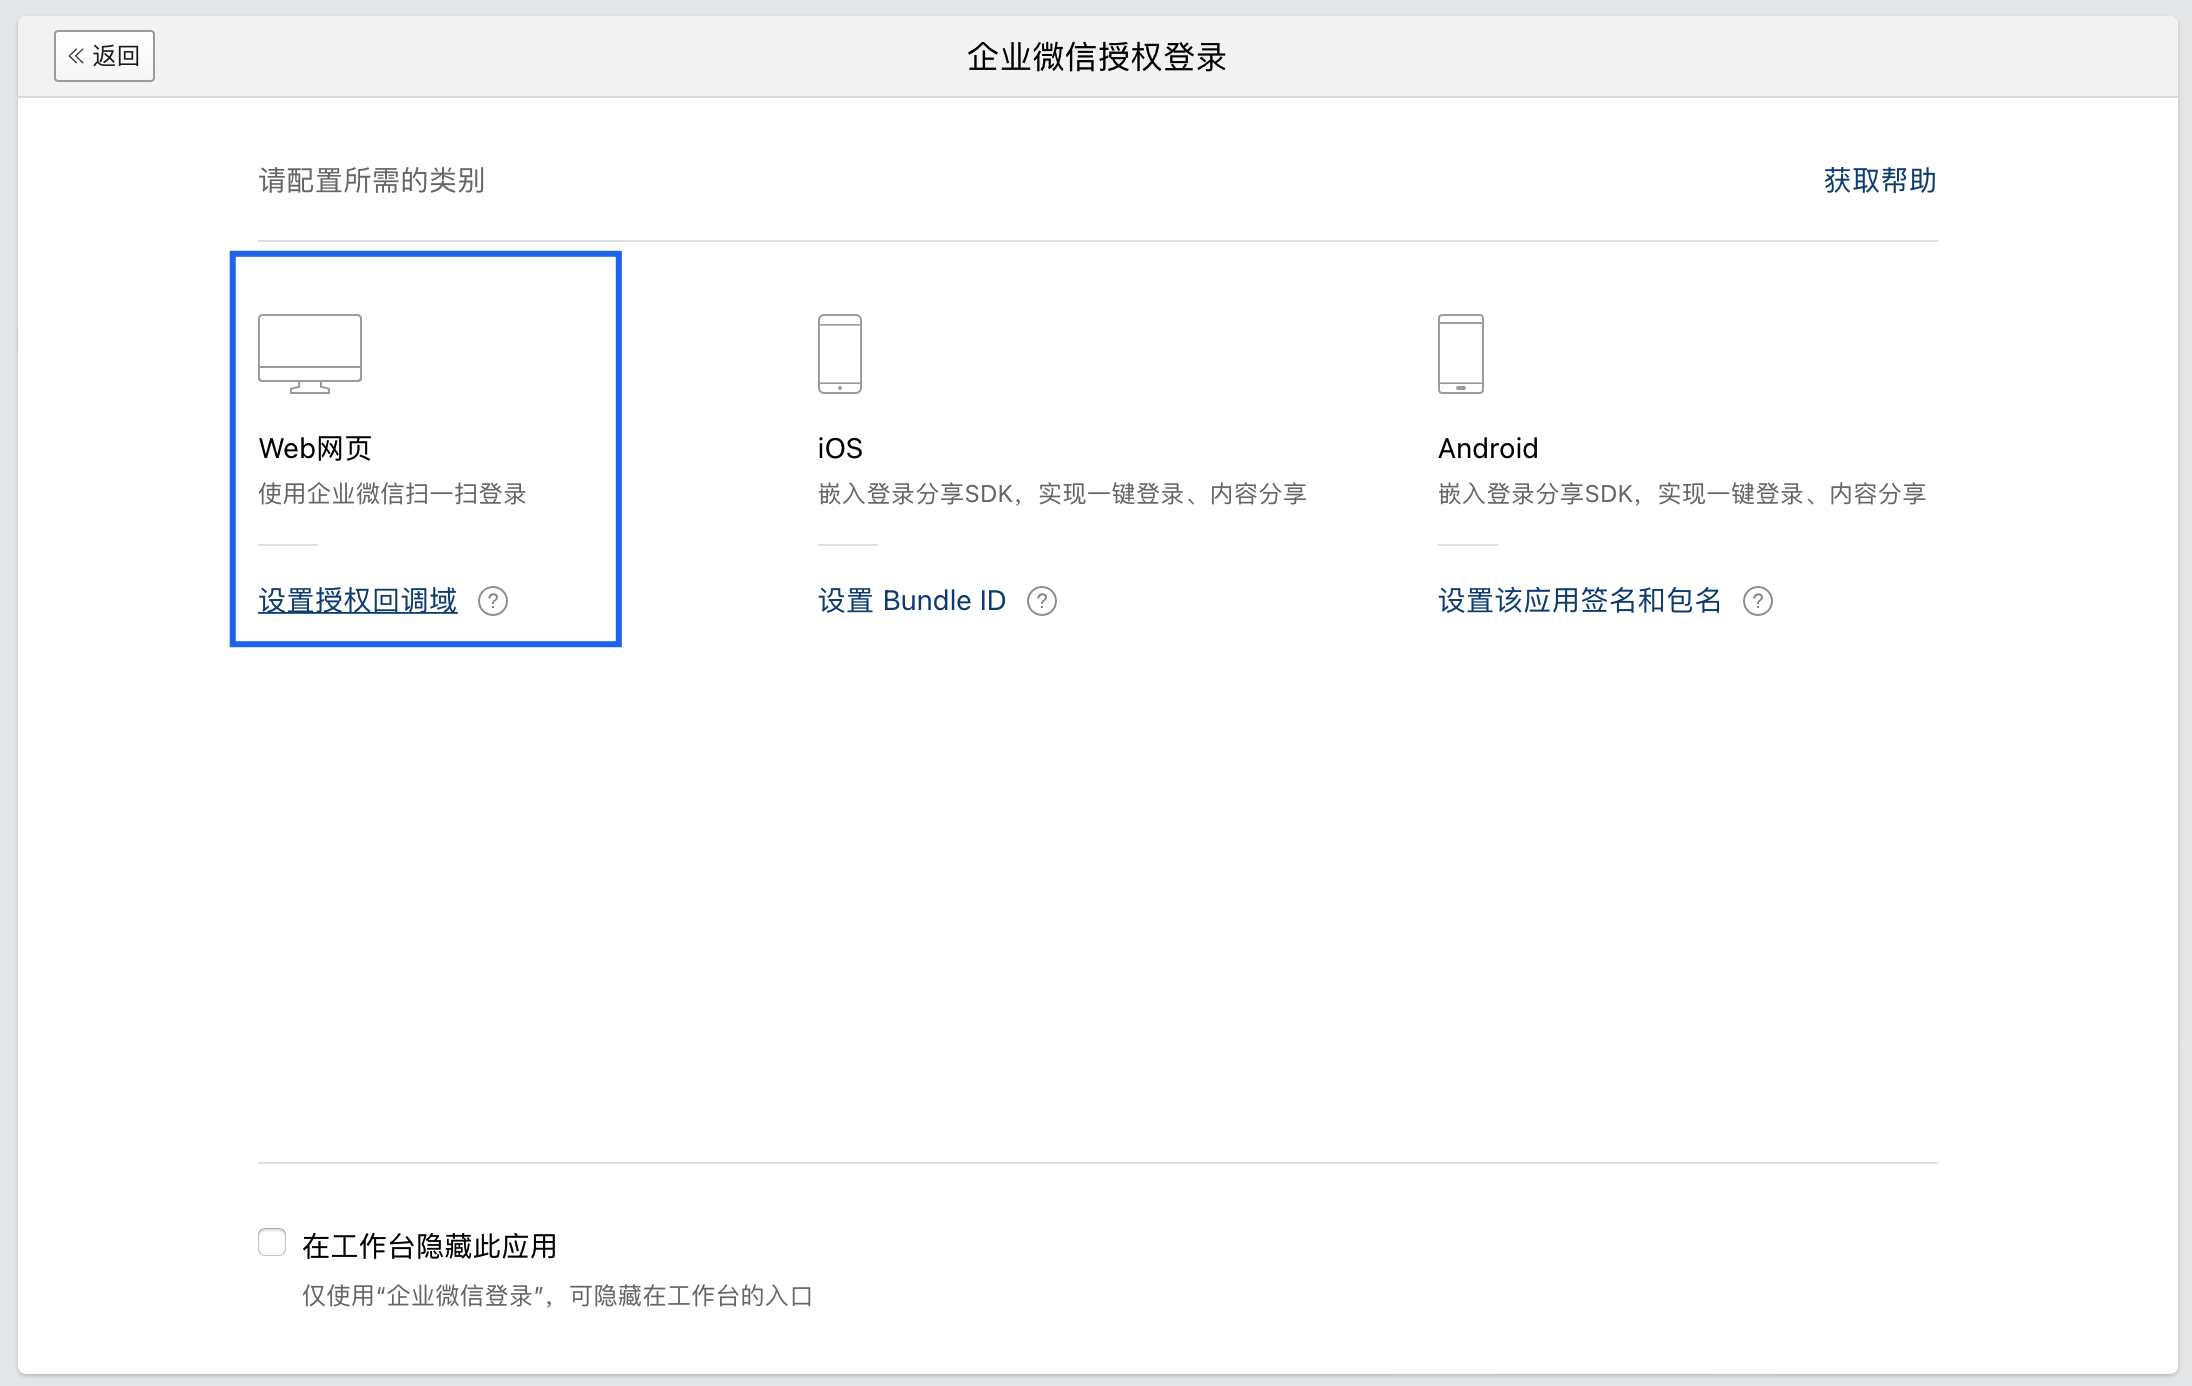 返回
企业微信授权登录
请配置所需的类别
获取帮助
Web网页
使用企业微信扫一扫登录
设置授权回调域 ?
iOS
嵌入登录分享SDK，实现一键登录、内容分享
设置 Bundle ID ?
Android
嵌入登录分享SDK，实现一键登录、内容分享
设置该应用签名和包名 ?
在工作台隐藏此应用
仅使用“企业微信登录”，可隐藏在工作台的入口